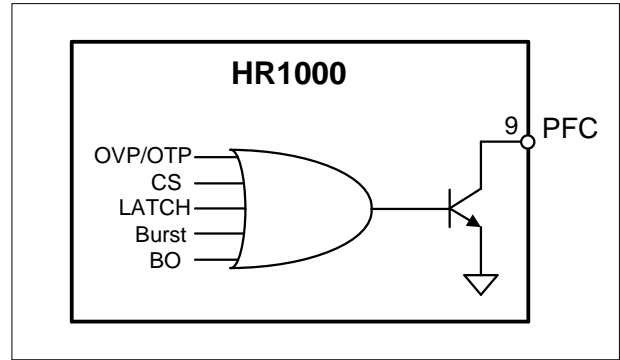 HR1000
9 PFC
OVP/OTP
CS
LATCH
Burst
BO